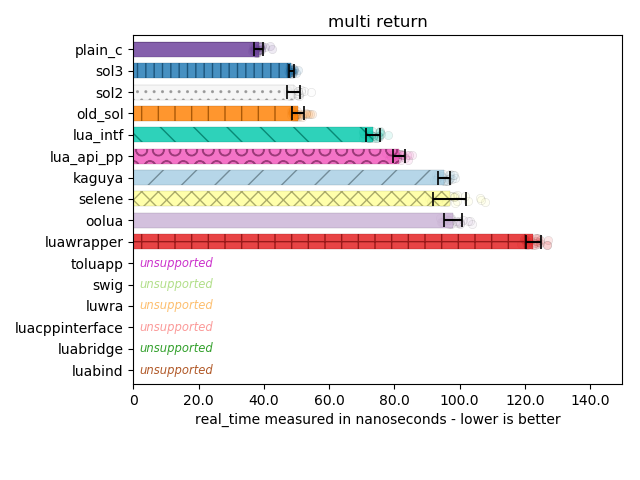 multi return
plain_c
sol3
sol2
old_sol
lua_intf
lua_api_pp
kaguya
selene
oolua
luawrapper
toluapp unsupported
swig unsupported
luwra unsupported
luacppinterface unsupported
luabridge unsupported
luabind unsupported
0 20.0 40.0 60.0 80.0 100.0 120.0 140.0
real_time measured in nanoseconds - lower is better